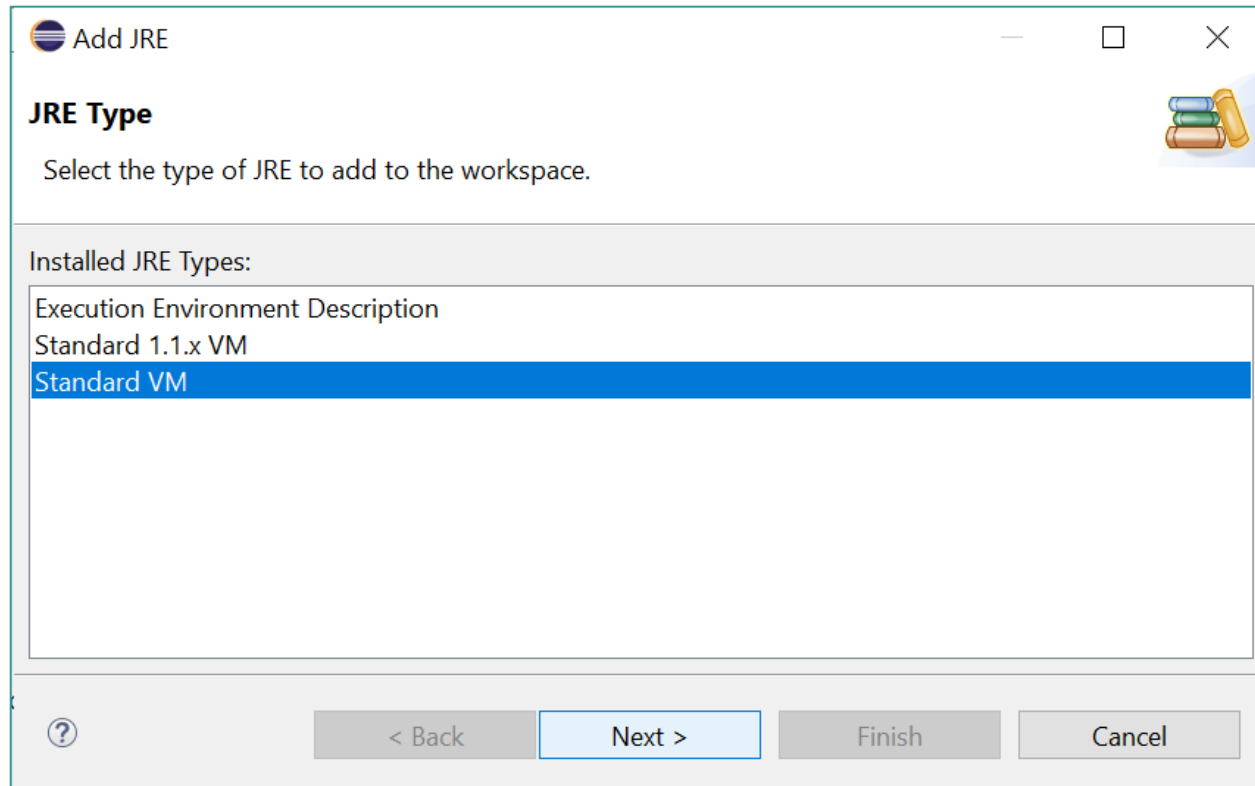 Add JRE
JRE Type
Select the type of JRE to add to the workspace.
Installed JRE Types:
Execution Environment Description
Standard 1.1.x VM
Standard VM
?
< Back
Next >
Finish
Cancel